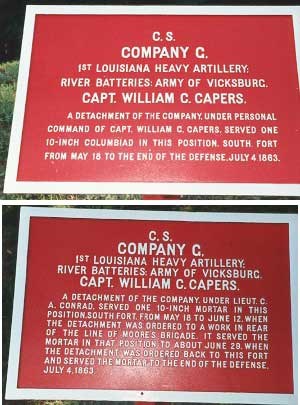 C. S.
COMPANY G.
1ST LOUISIANA HEAVY ARTILLERY;
RIVER BATTERIES: ARMY OF VICKSBURG.
CAPT. WILLIAM C. CAPERS.
A DETACHMENT OF THE COMPANY, UNDER PERSONAL
COMMAND OF CAPT. WILLIAM C. CAPERS, SERVED ONE
10-INCH COLUMBIAD IN THIS POSITION, SOUTH FORT
FROM MAY 18 TO THE END OF THE DEFENSE, JULY 4, 1863.
C. S.
COMPANY G.
1ST LOUISIANA HEAVY ARTILLERY;
RIVER BATTERIES: ARMY OF VICKSBURG.
CAPT. WILLIAM C. CAPERS.
A DETACHMENT OF THE COMPANY, UNDER LIEUT. C.
A. CONRAD, SERVED ONE 10-INCH MORTAR IN THIS
POSITION, SOUTH FORT, FROM MAY 18 TO JUNE 12, WHEN
THE DETACHMENT WAS ORDERED TO A WORK IN REAR
OF THE LINE OF MOORE'S BRIGADE. IT SERVED THE
MORTAR IN THAT POSITION TO ABOUT JUNE 29, WHEN
THE DETACHMENT WAS ORDERED BACK TO THIS FORT
AND SERVED THE MORTAR TO THE END OF THE DEFENSE,
JULY 4, 1863.